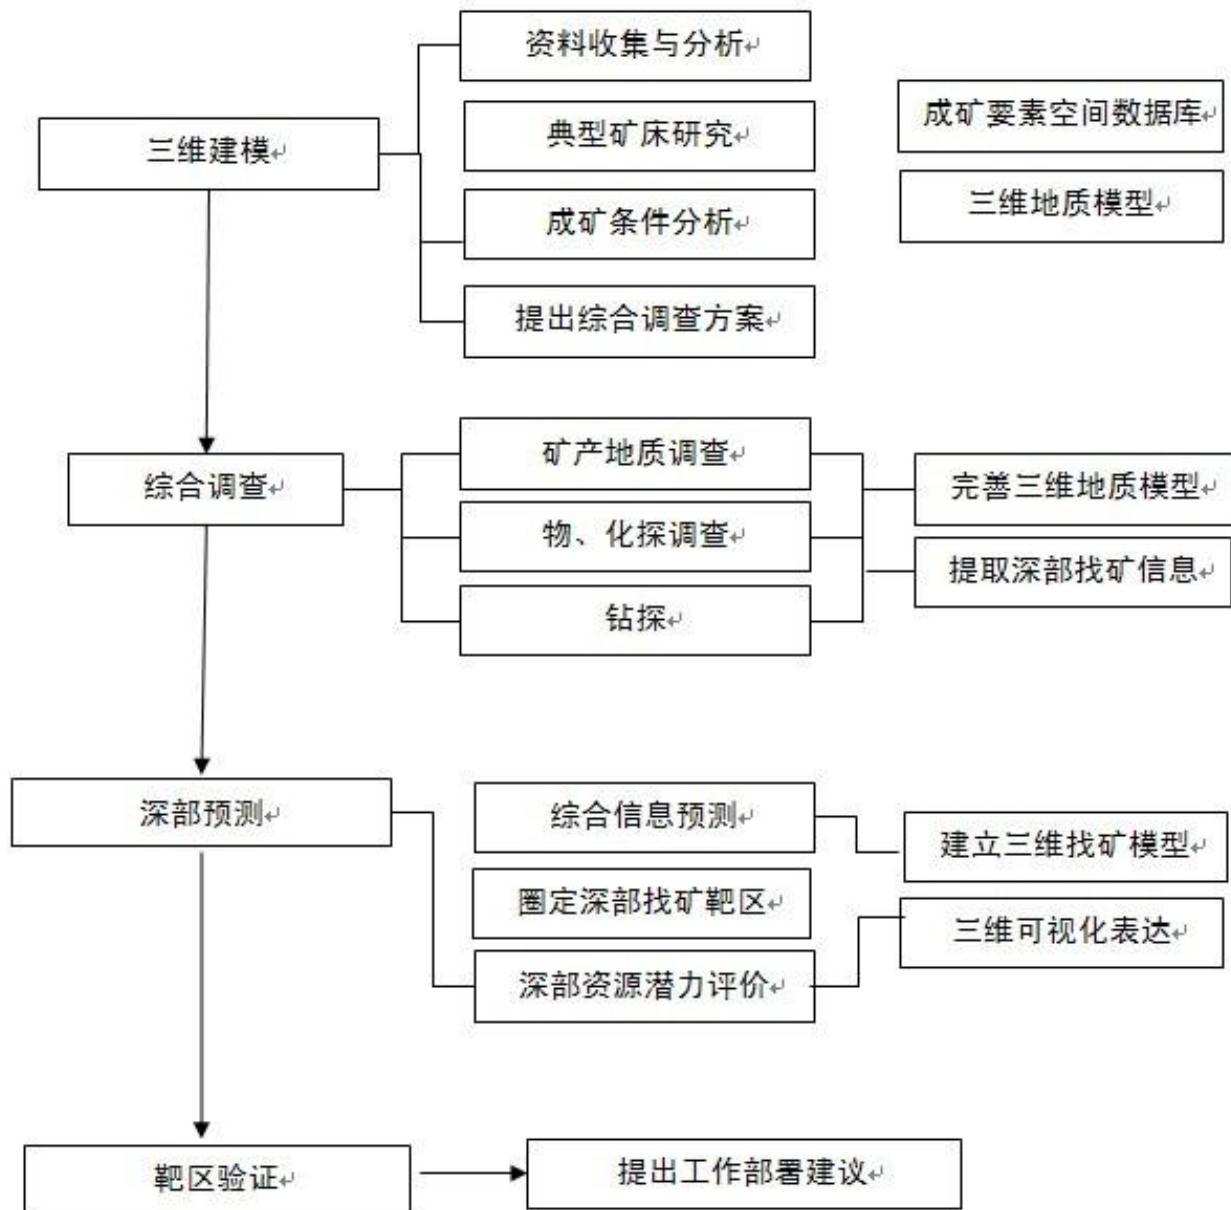 资料收集与分析
典型矿床研究
成矿要素空间数据库
三维建模
成矿条件分析
三维地质模型
提出综合调查方案
矿产地质调查
综合调查
完善三维地质模型
物、化探调查
提取深部找矿信息
钻探
深部预测
综合信息预测
建立三维找矿模型
圈定深部找矿靶区
三维可视化表达
深部资源潜力评价
靶区验证
提出工作部署建议